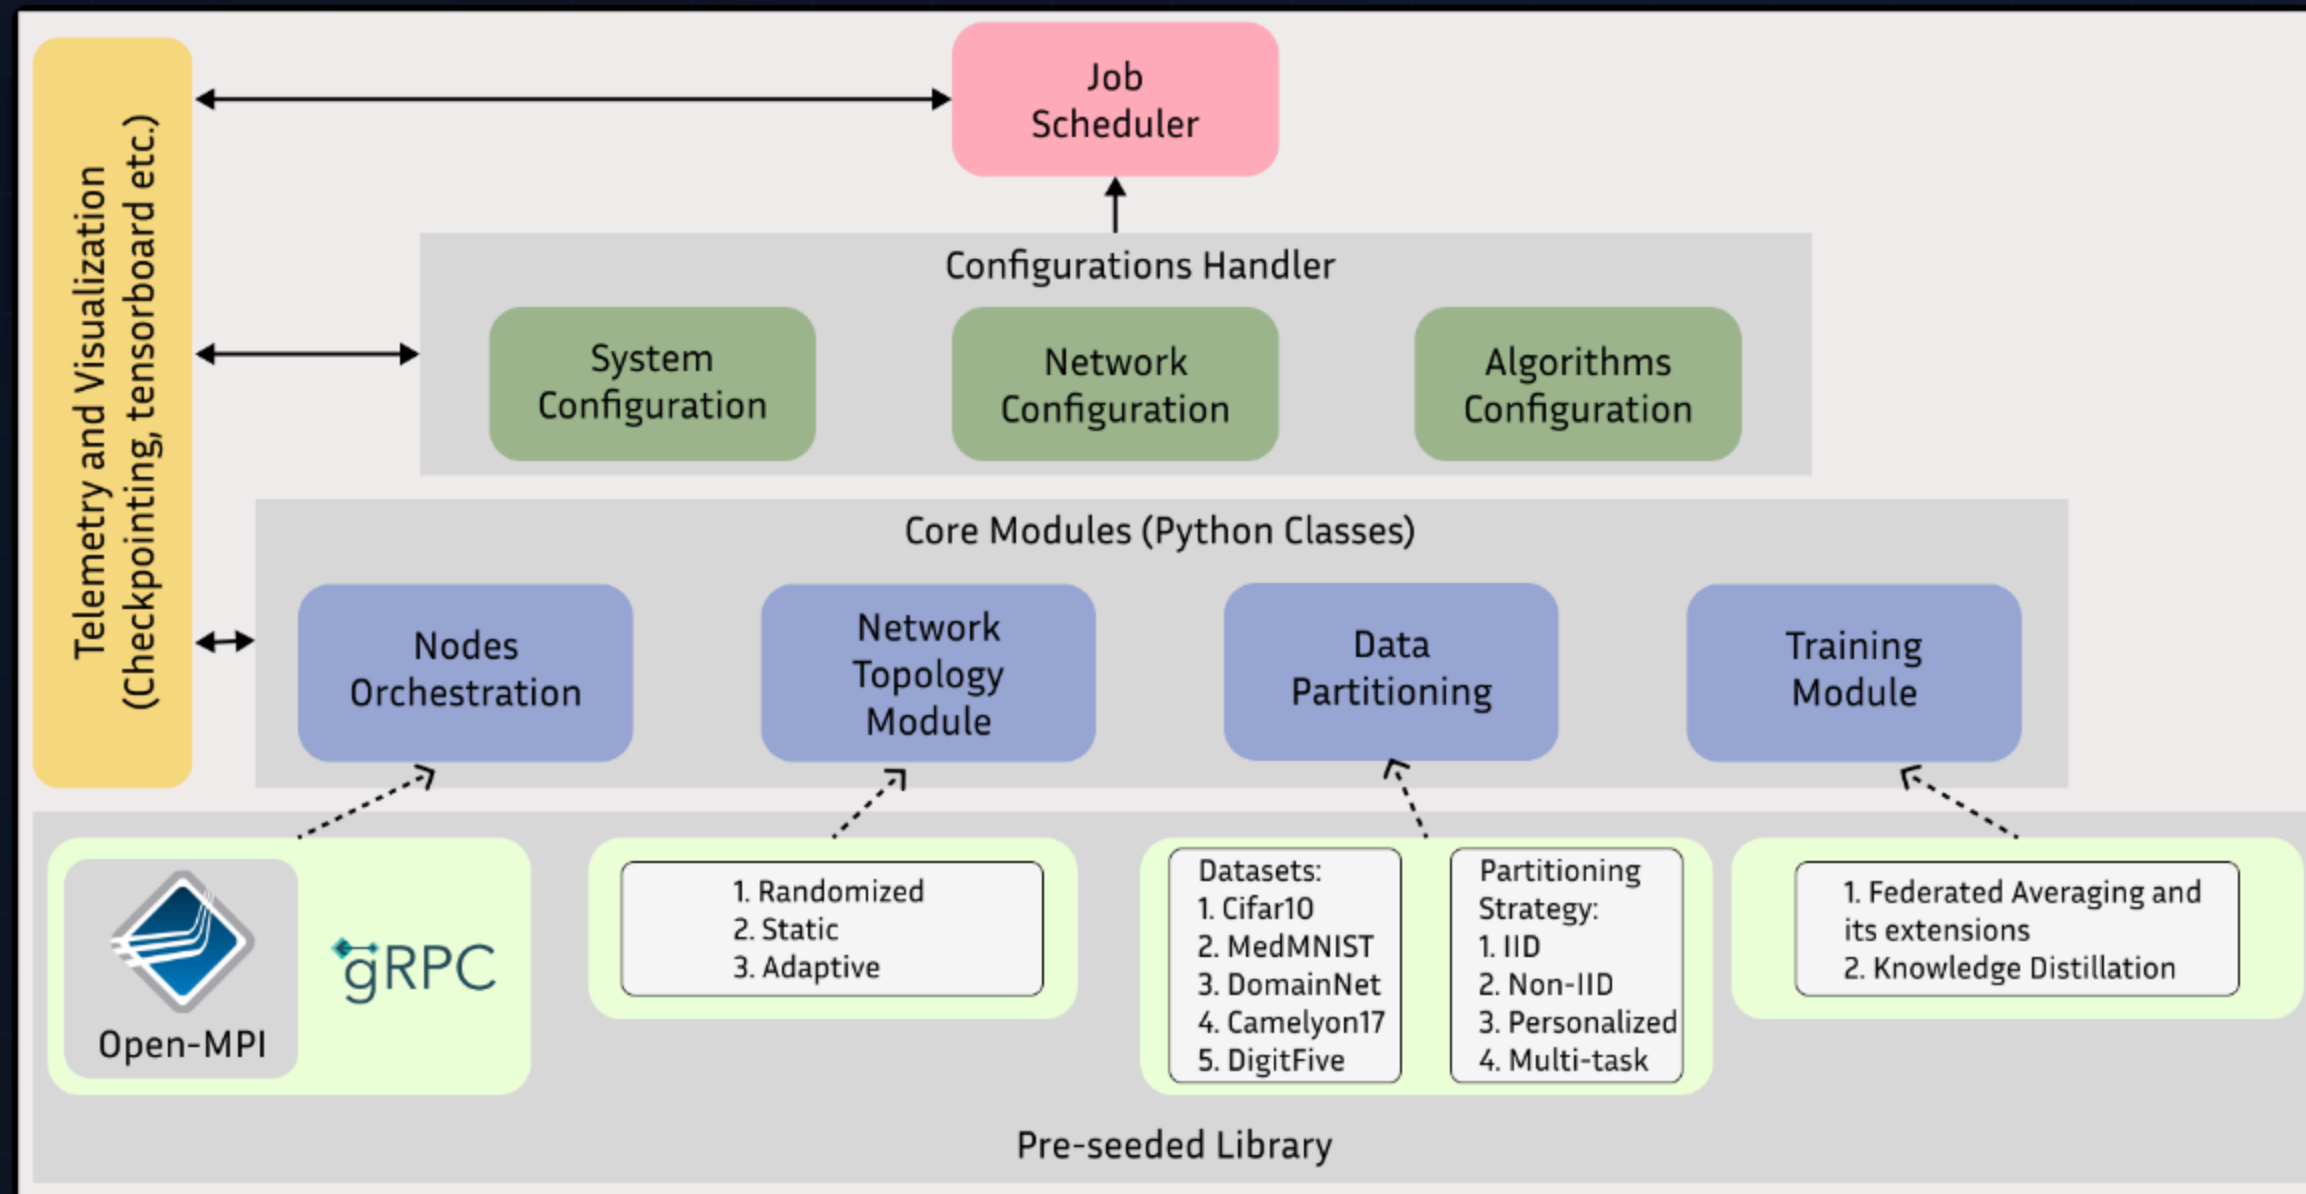 Telemetry and Visualization
(Checkpointing, tensorboard etc.)
Job
Scheduler
Configurations Handler
System
Configuration
Network
Configuration
Algorithms
Configuration
Core Modules (Python Classes)
Nodes
Orchestration
Network
Topology
Module
Data
Partitioning
Training
Module
Open-MPI
gRPC
1. Randomized
2. Static
3. Adaptive
Datasets:
1. Cifar10
2. MedMNIST
3. DomainNet
4. Camelyon17
5. DigitFive
Partitioning
Strategy:
1. IID
2. Non-IID
3. Personalized
4. Multi-task
1. Federated Averaging and
its extensions
2. Knowledge Distillation
Pre-seeded Library